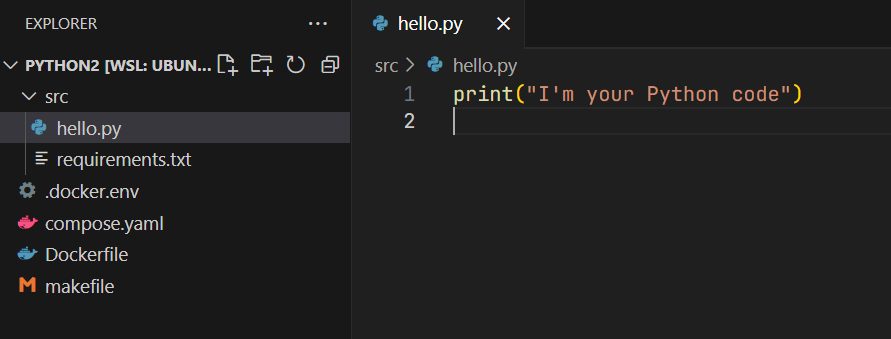 EXPLORER
PYTHON2 [WSL: UBUN...
src
hello.py
requirements.txt
.docker.env
compose.yaml
Dockerfile
makefile
hello.py
src > hello.py
1 print("I'm your Python code")
2